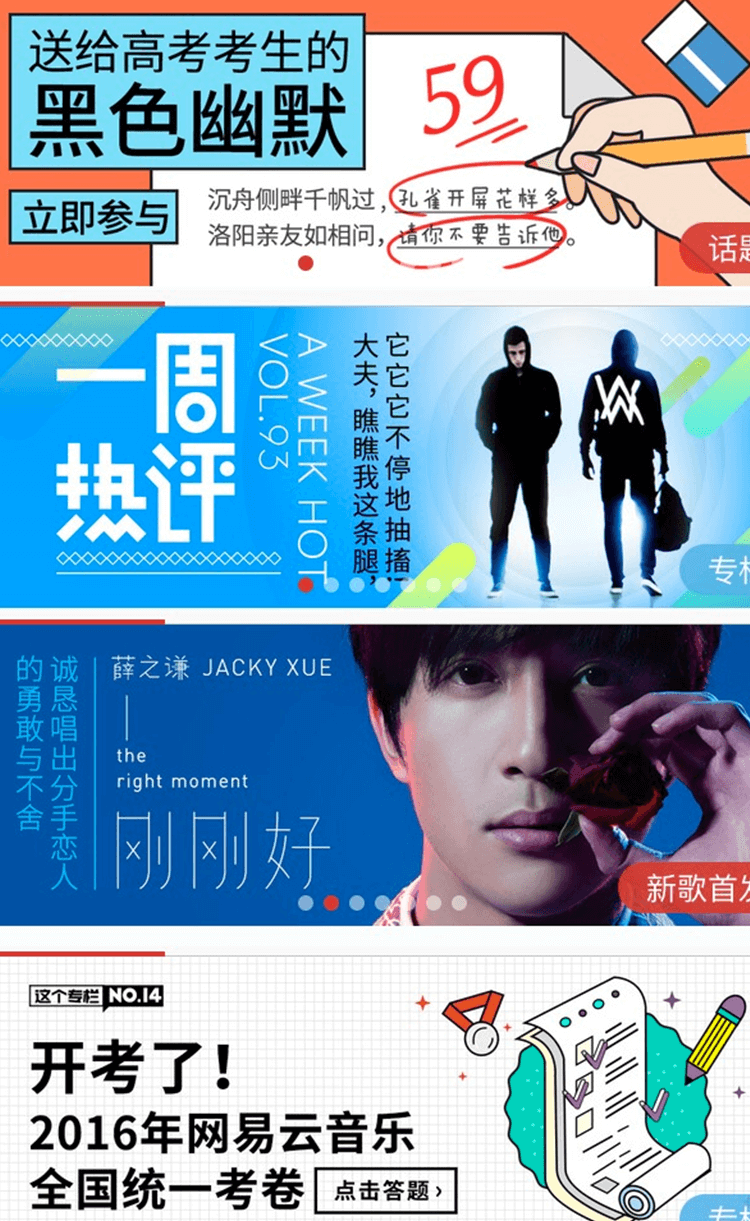 送给高考考生的
黑色幽默
立即参与
59
沉舟侧畔千帆过，孔雀开屏花样多。
洛阳亲友如相问，请你不要告诉他。
话题
一周
热评
A WEEK HOT
VOL.93
它它它不停地抽搐
大夫，瞧瞧我这条腿，
专栏
诚恳唱出分手恋人
的勇敢与不舍
薛之谦 JACKY XUE
the
right moment
刚刚好
新歌首发
这个专栏 NO.14
开考了！
2016年网易云音乐
全国统一考卷
点击答题 ›
专栏